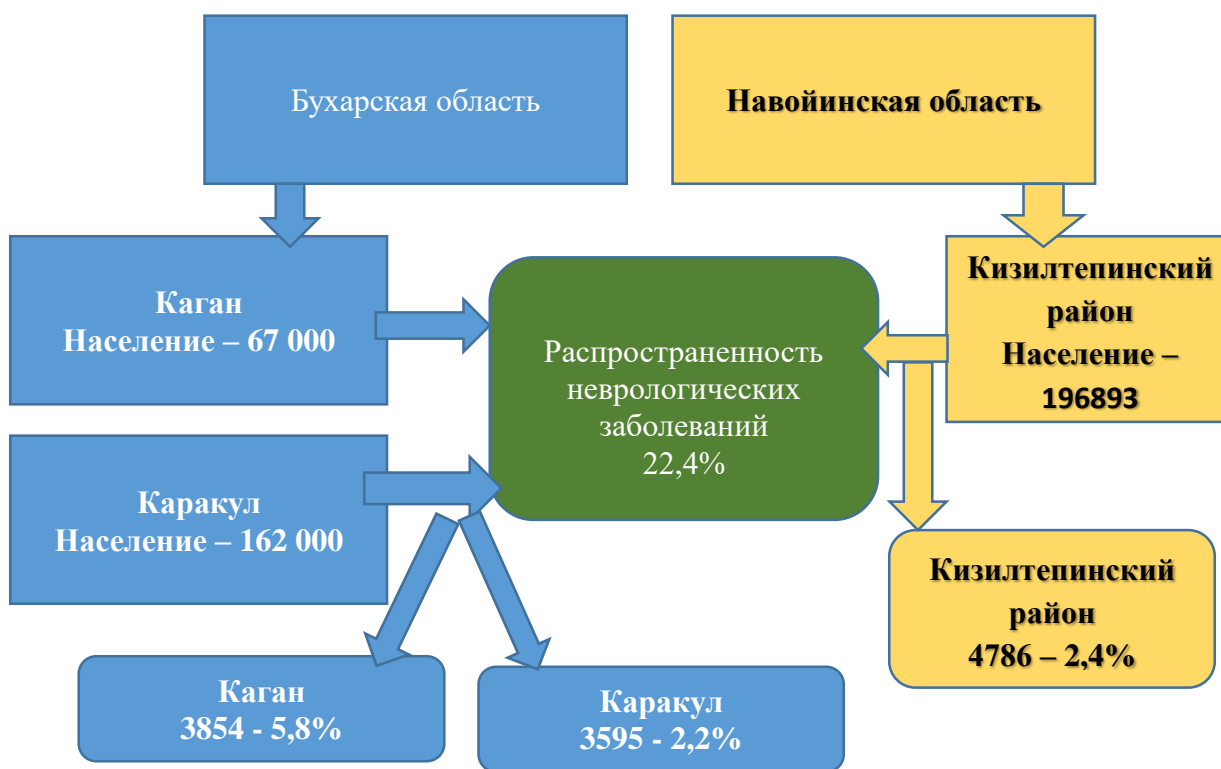 Бухарская область
Навойинская область
Каган
Население – 67 000
Кизилтепинский
район
Население –
196893
Распространенность
неврологических
заболеваний
22,4%
Каракул
Население – 162 000
Кизилтепинский
район
4786 – 2,4%
Каган
3854 - 5,8%
Каракул
3595 - 2,2%